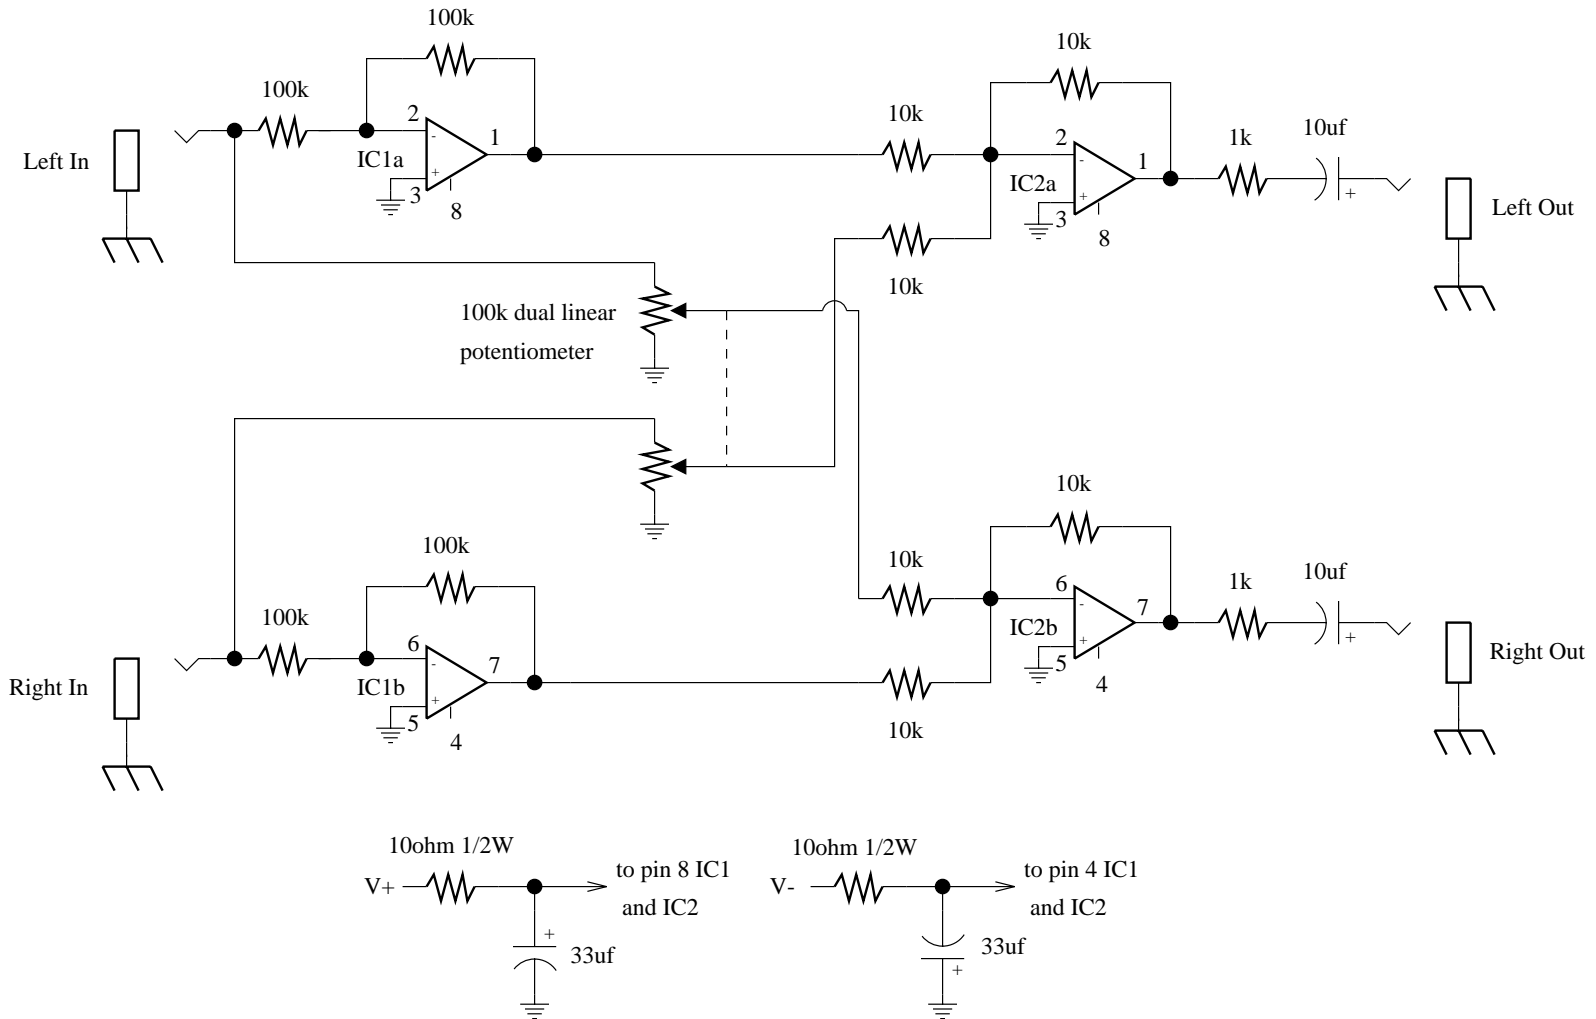 100k
10k
100k
10k
1k
10uf
2
1
2
1
Left In
IC1a
-
+
3
8
IC2a
-
+
3
8
+
Left Out
10k
100k dual linear
potentiometer
10k
100k
10k
1k
10uf
100k
6
7
6
7
IC2b
-
+
5
4
+
Right Out
Right In
IC1b
-
+
5
4
10k
10ohm 1/2W
V+
to pin 8 IC1
and IC2
+
33uf
10ohm 1/2W
V-
to pin 4 IC1
and IC2
33uf
+